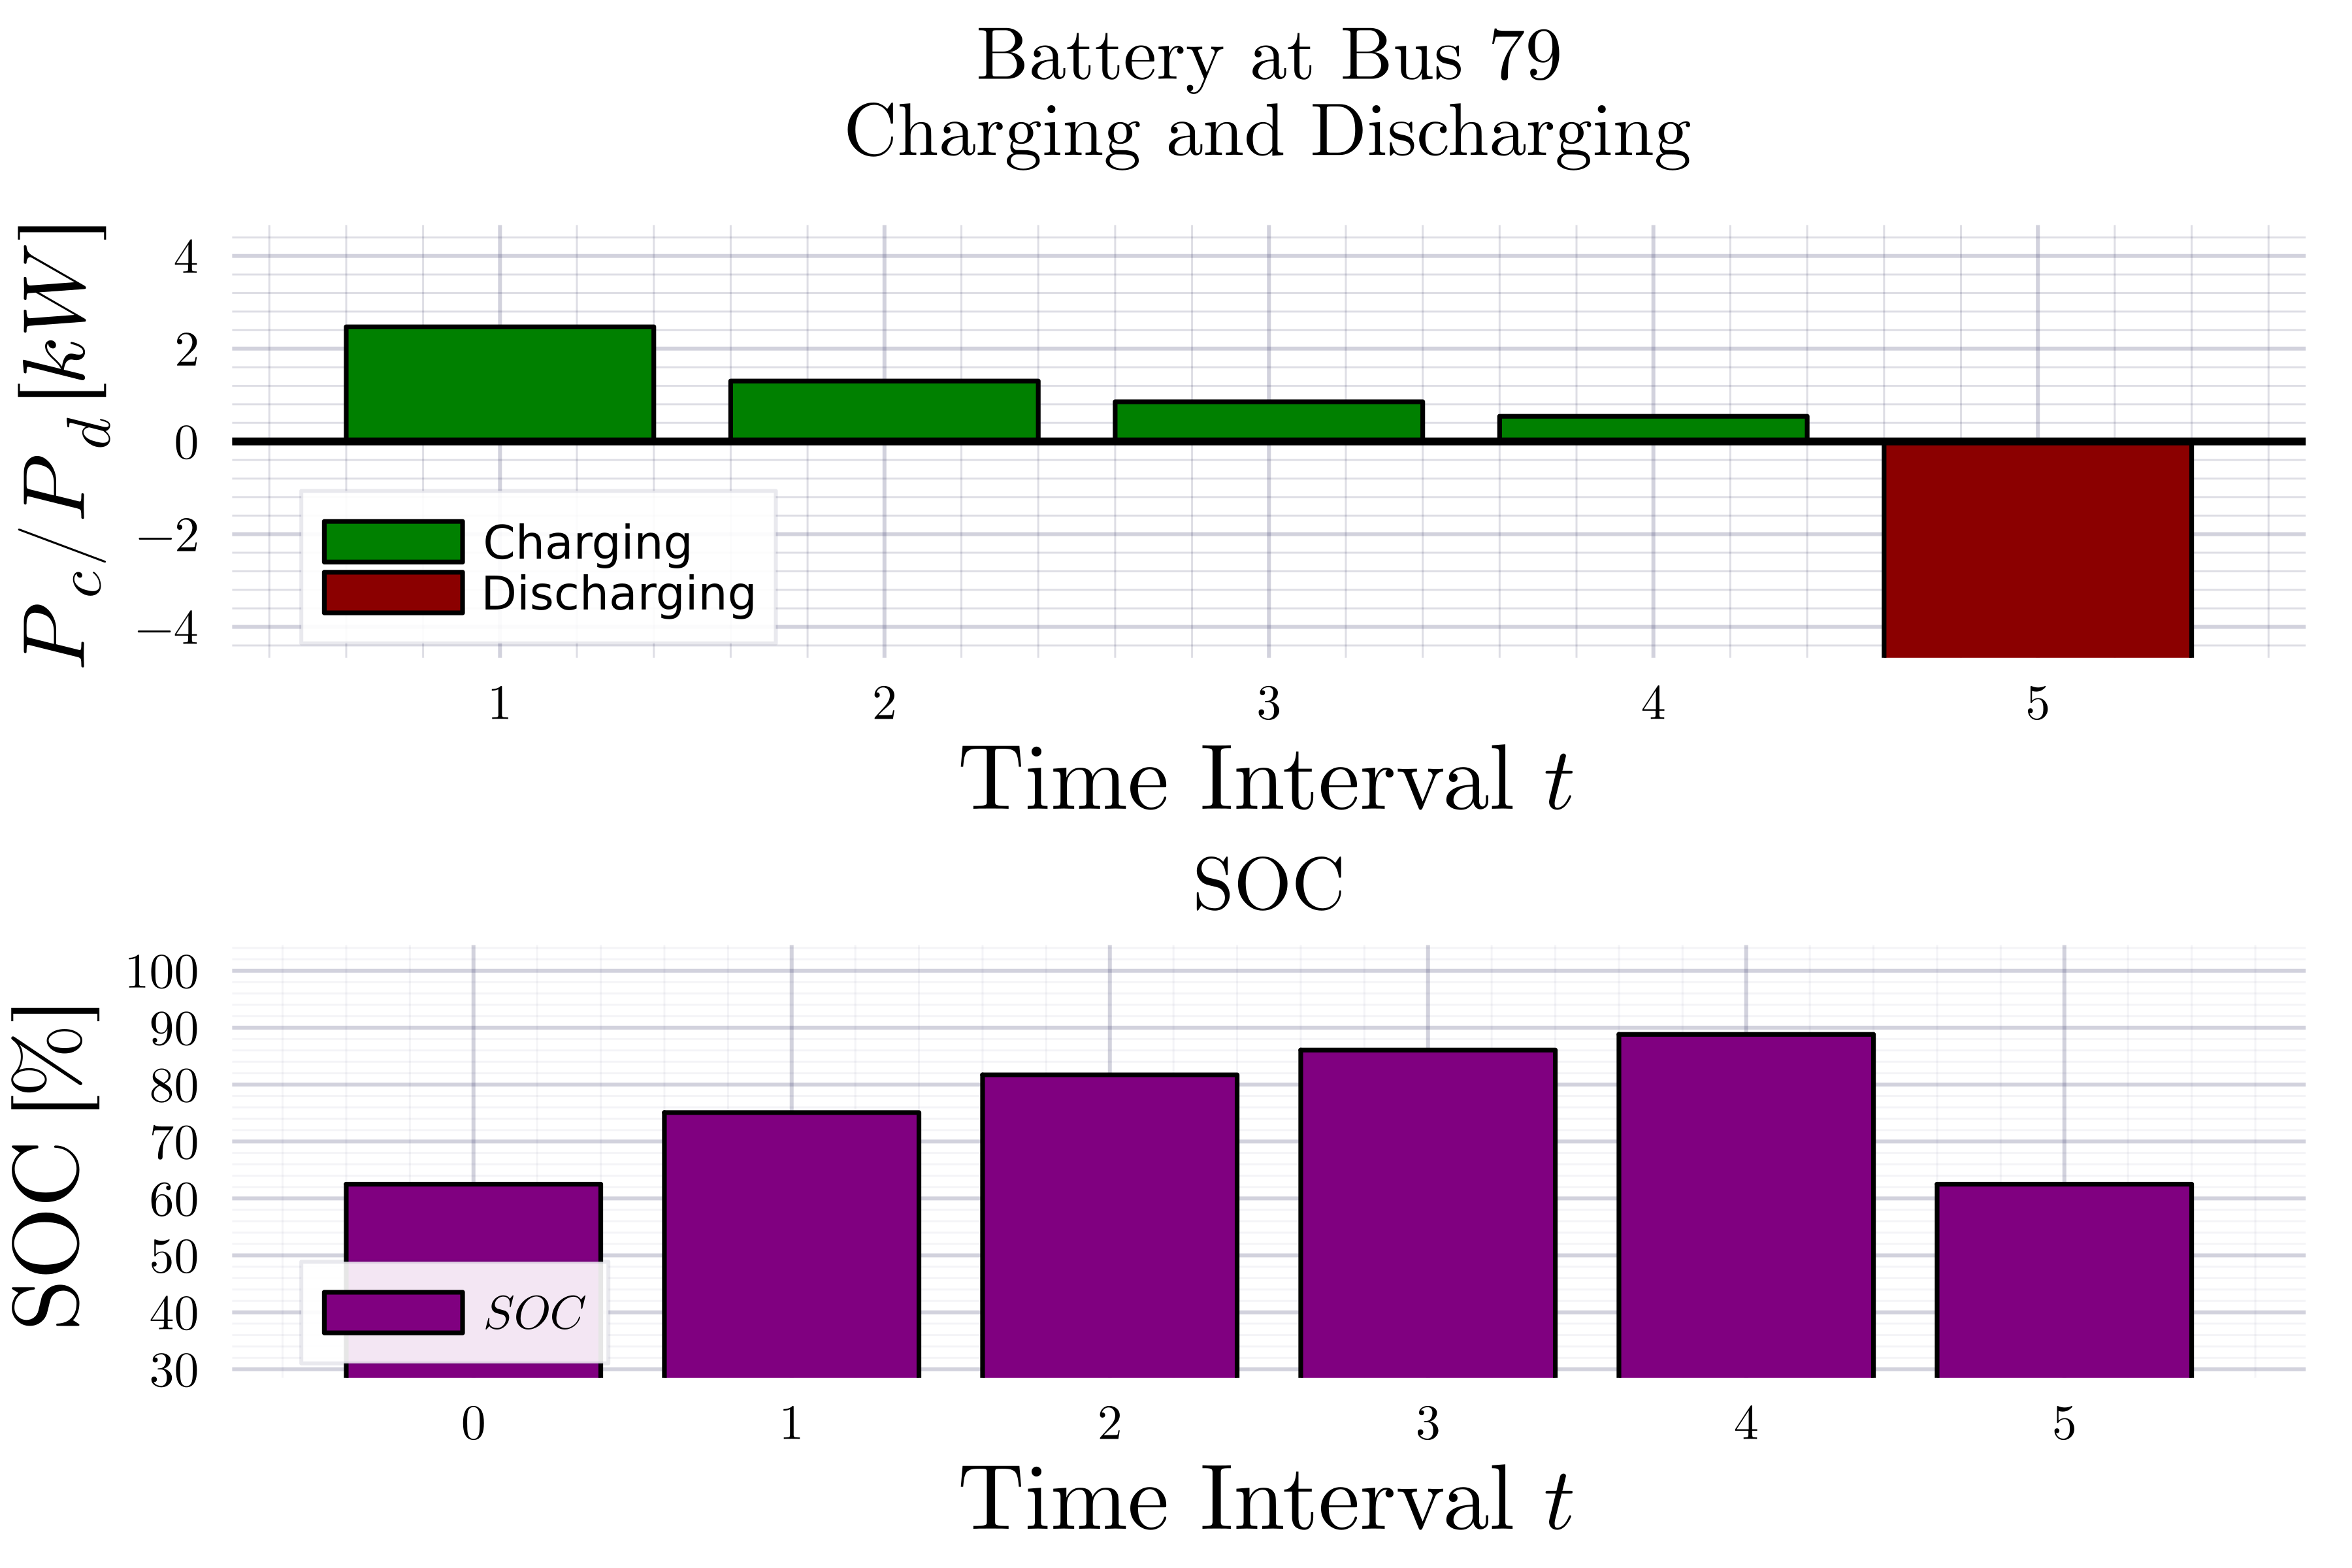 Battery at Bus 79
Charging and Discharging
P_c/P_d [kW]
4
2
0
−2
−4
Charging
Discharging
1 2 3 4 5
Time Interval t
SOC
SOC [%]
100
90
80
70
60
50
40
30
SOC
0 1 2 3 4 5
Time Interval t